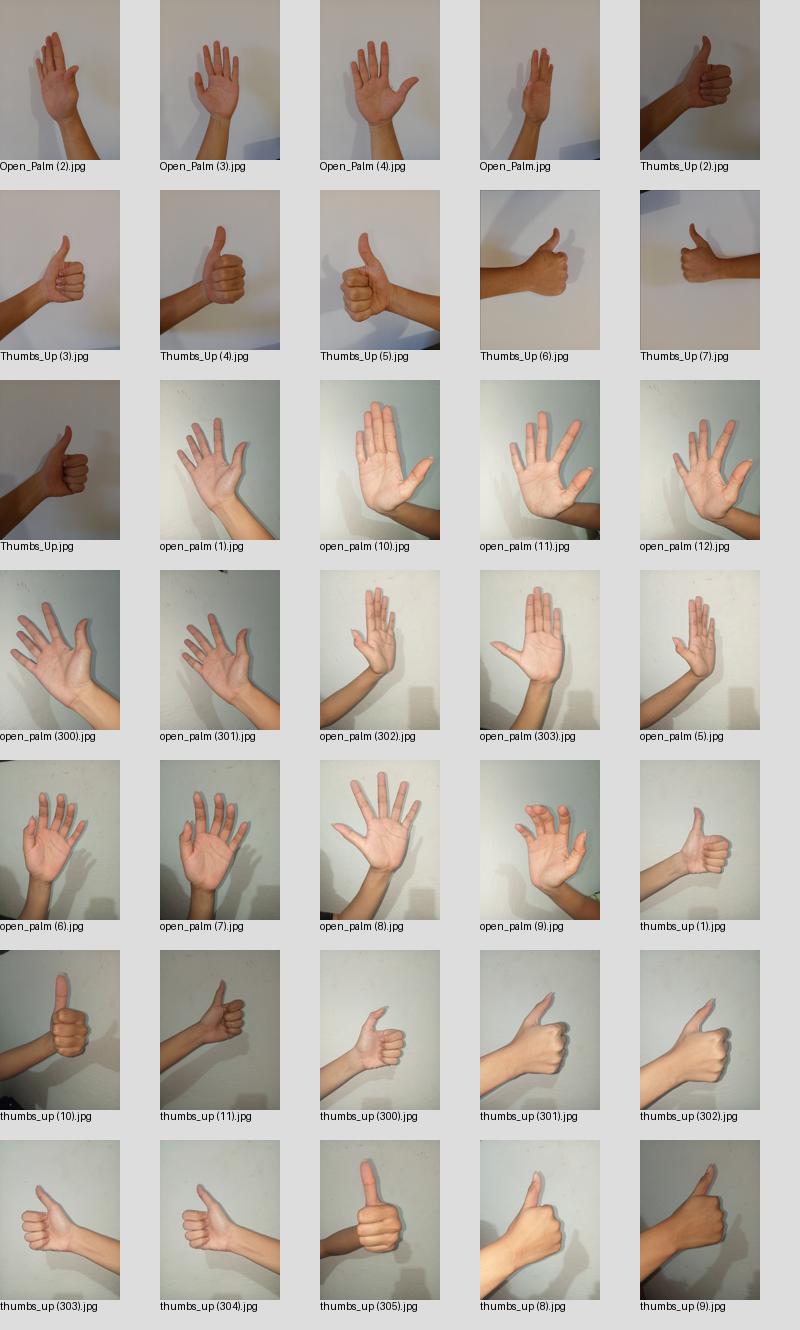 Open_Palm (2).jpg
Open_Palm (3).jpg
Open_Palm (4).jpg
Open_Palm.jpg
Thumbs_Up (2).jpg
Thumbs_Up (3).jpg
Thumbs_Up (4).jpg
Thumbs_Up (5).jpg
Thumbs_Up (6).jpg
Thumbs_Up (7).jpg
Thumbs_Up.jpg
open_palm (1).jpg
open_palm (10).jpg
open_palm (11).jpg
open_palm (12).jpg
open_palm (300).jpg
open_palm (301).jpg
open_palm (302).jpg
open_palm (303).jpg
open_palm (5).jpg
open_palm (6).jpg
open_palm (7).jpg
open_palm (8).jpg
open_palm (9).jpg
thumbs_up (1).jpg
thumbs_up (10).jpg
thumbs_up (11).jpg
thumbs_up (300).jpg
thumbs_up (301).jpg
thumbs_up (302).jpg
thumbs_up (303).jpg
thumbs_up (304).jpg
thumbs_up (305).jpg
thumbs_up (8).jpg
thumbs_up (9).jpg